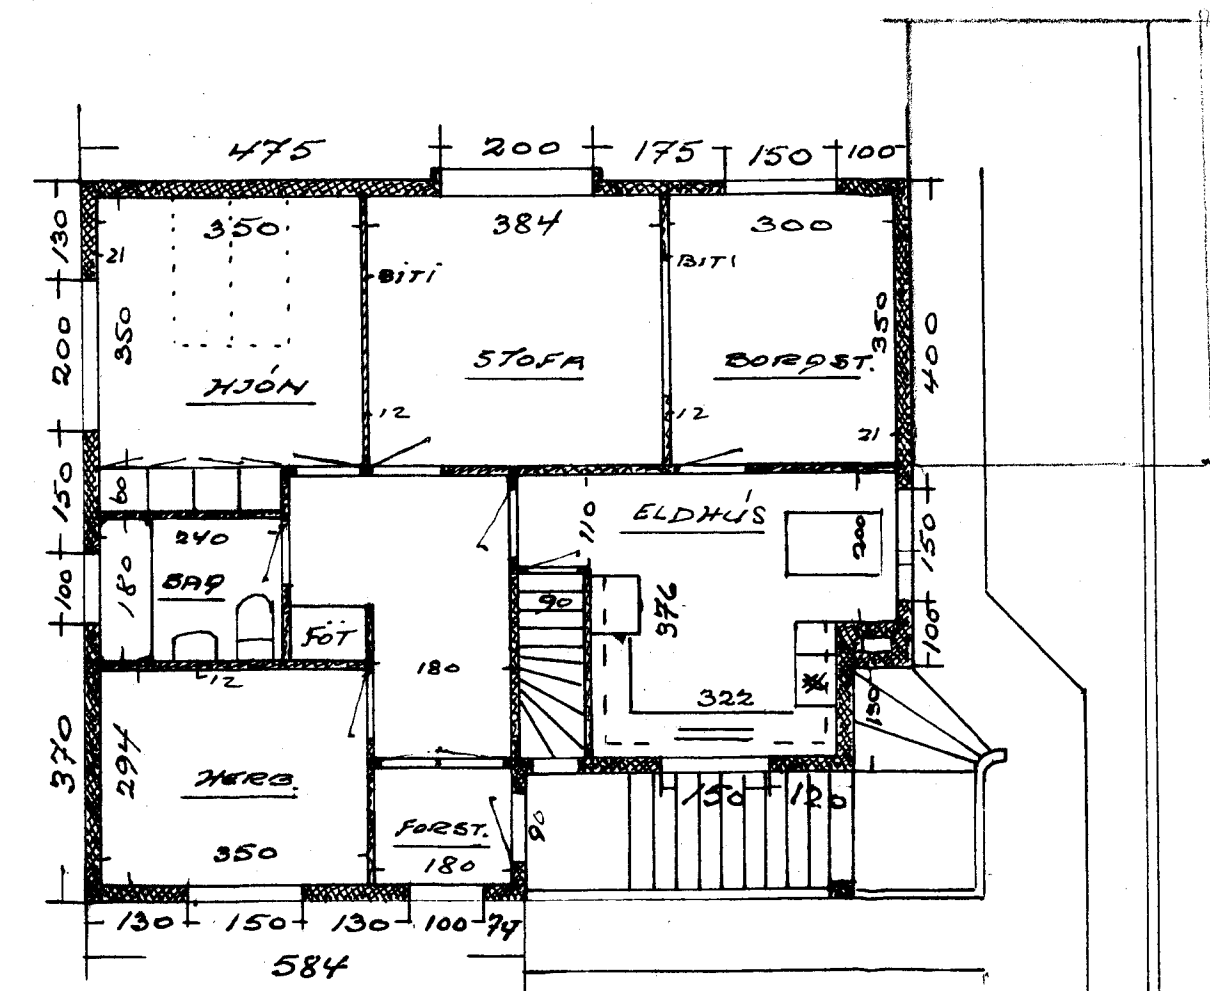 475 200 175 150 100
130 350 384 300
21 BITI BITI
200 350 350 400
HJÓN STOFA BORÐST.
12 12 21
150 60 110 ELDHÚS 200 150
240
100 180 BAÐ 90 376 100
FÖT
12 180 322 130
370 294 HERB.
150 120
350 FORST. 90
180
130 150 130 100 74
584